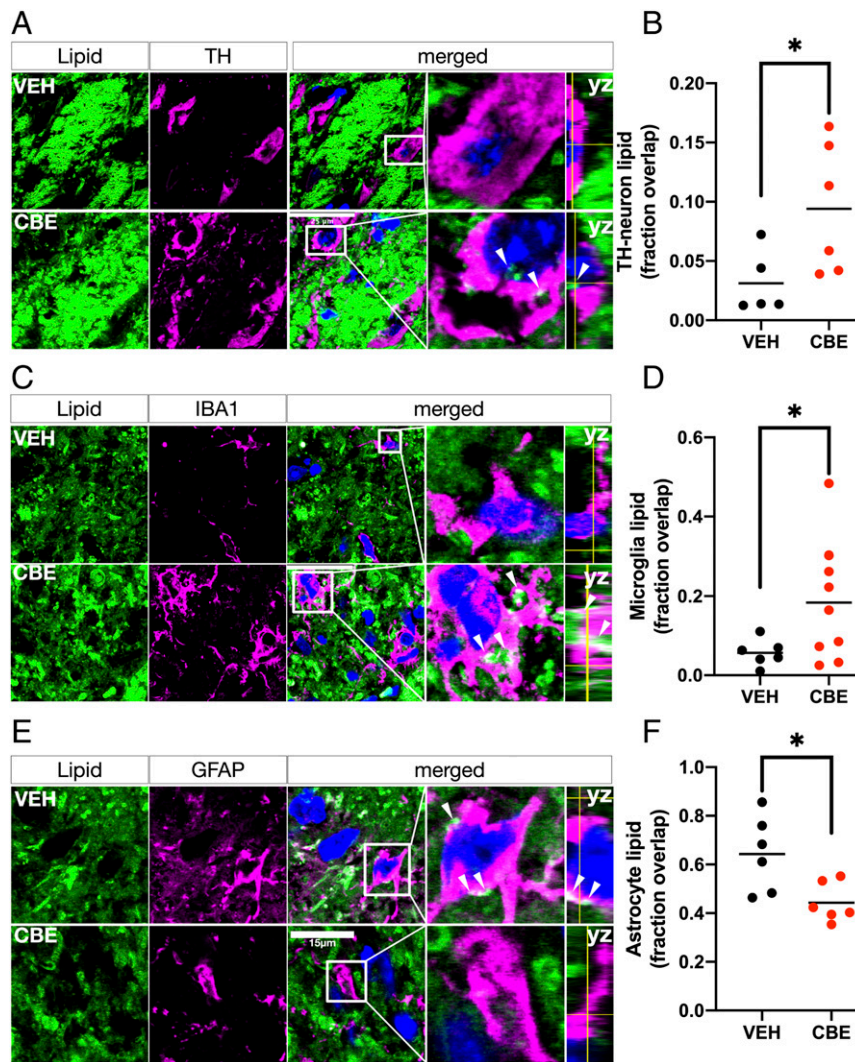 A
Lipid TH merged
VEH
yz
CBE
25 µm
yz
B
*
TH-neuron lipid
(fraction overlap)
0.20
0.15
0.10
0.05
0.00
VEH CBE
C
Lipid IBA1 merged
VEH
yz
CBE
yz
D
*
Microglia lipid
(fraction overlap)
0.6
0.4
0.2
0.0
VEH CBE
E
Lipid GFAP merged
VEH
yz
CBE
15µm
yz
F
*
Astrocyte lipid
(fraction overlap)
1.0
0.8
0.6
0.4
0.2
0.0
VEH CBE